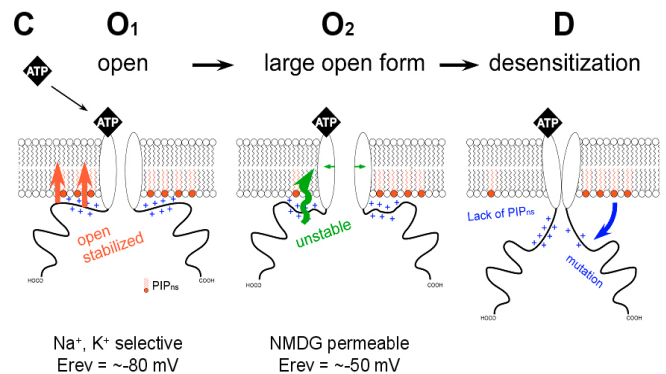 C O₁ O₂ D
ATP open large open form desensitization
ATP ATP ATP
open stabilized
unstable
Lack of PIPns
mutation
PIPns
HOOC COOH HOOC COOH HOOC COOH
Na⁺, K⁺ selective
Erev = ~-80 mV
NMDG permeable
Erev = ~-50 mV